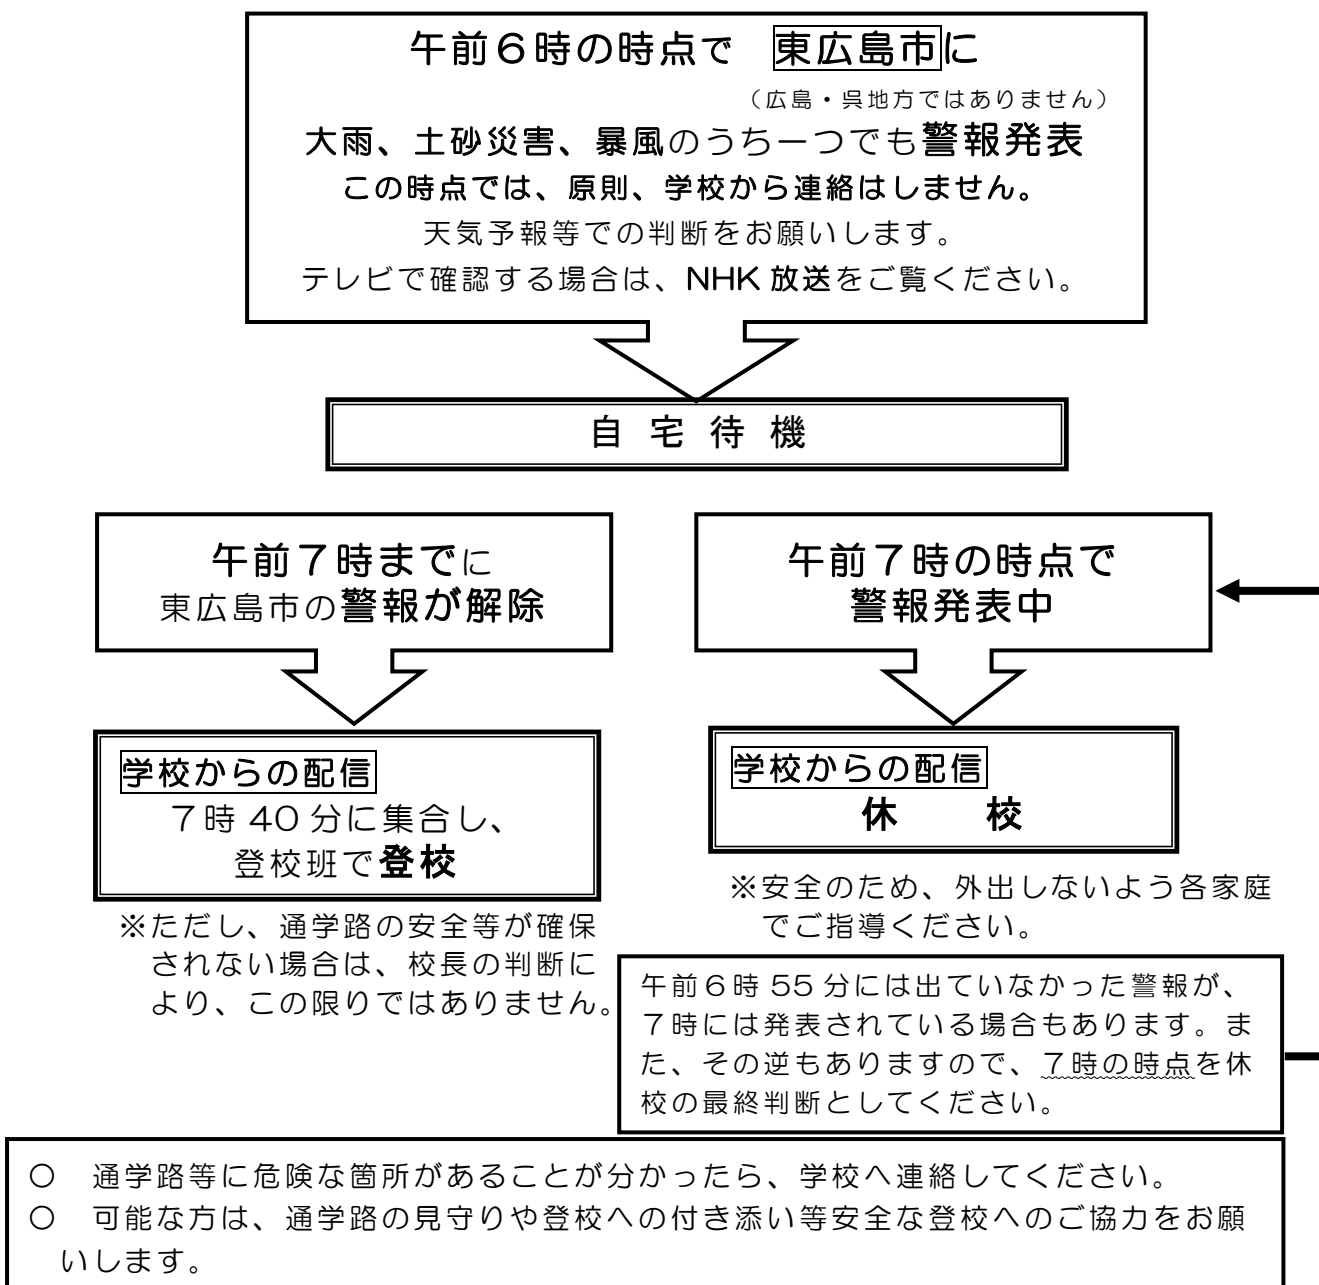 午前６時の時点で　東広島市に
（広島・呉地方ではありません）
大雨、土砂災害、暴風のうち一つでも警報発表
この時点では、原則、学校から連絡はしません。
天気予報等での判断をお願いします。
テレビで確認する場合は、NHK 放送をご覧ください。
自 宅 待 機
午前７時までに
東広島市の警報が解除
午前７時の時点で
警報発表中
学校からの配信
７時 40 分に集合し、
登校班で登校
学校からの配信
休　　校
※ただし、通学路の安全等が確保
されない場合は、校長の判断に
より、この限りではありません。
※安全のため、外出しないよう各家庭
でご指導ください。
午前６時 55 分には出ていなかった警報が、
７時には発表されている場合もあります。ま
た、その逆もありますので、７時の時点を休
校の最終判断としてください。
〇　通学路等に危険な箇所があることが分かったら、学校へ連絡してください。
〇　可能な方は、通学路の見守りや登校への付き添い等安全な登校へのご協力をお願
いします。